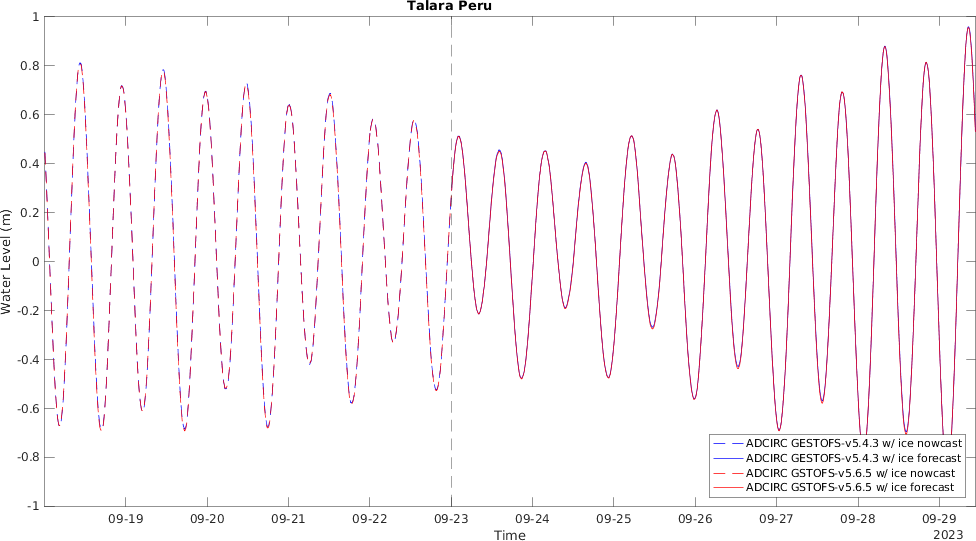 Talara Peru
Water Level (m)
1
0.8
0.6
0.4
0.2
0
-0.2
-0.4
-0.6
-0.8
-1
ADCIRC GESTOFS-v5.4.3 w/ ice nowcast
ADCIRC GESTOFS-v5.4.3 w/ ice forecast
ADCIRC GSTOFS-v5.6.5 w/ ice nowcast
ADCIRC GSTOFS-v5.6.5 w/ ice forecast
09-19 09-20 09-21 09-22 09-23 09-24 09-25 09-26 09-27 09-28 09-29
Time
2023